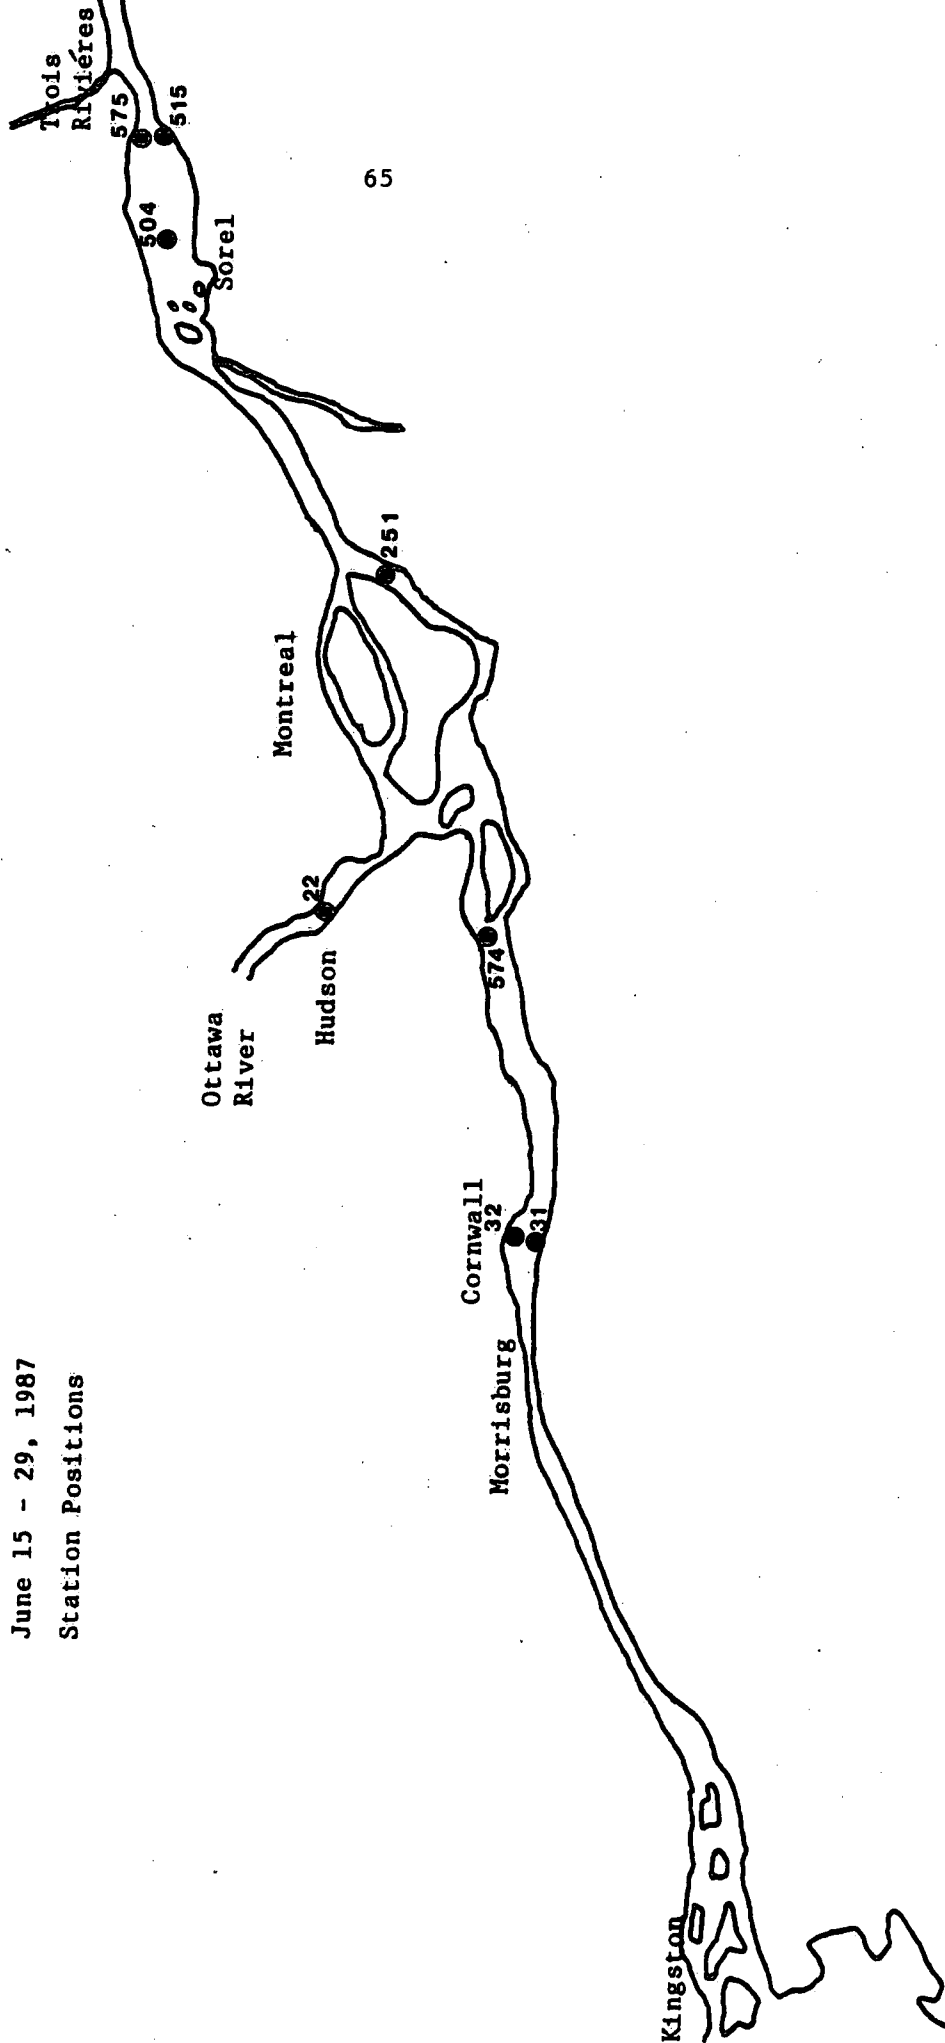 June 15 - 29, 1987
Station Positions
Kingston
Morrisburg
Cornwall
32
31
Ottawa
River
Hudson
22
574
Montreal
251
Sorel
504
Trois
Riviéres
575
515
65